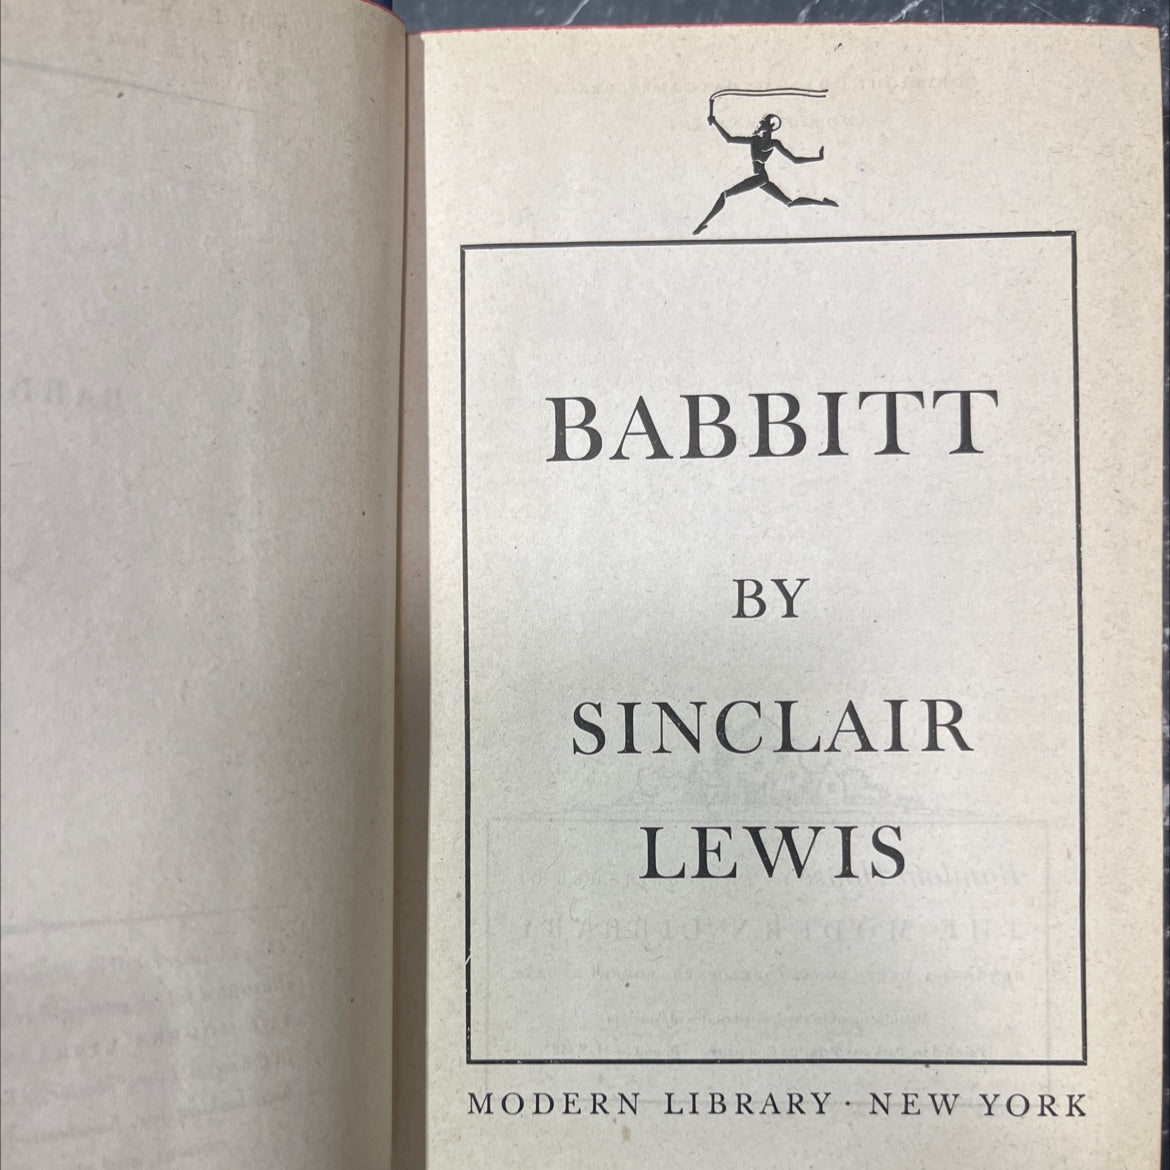 BABBITT
BY
SINCLAIR
LEWIS
MODERN LIBRARY · NEW YORK